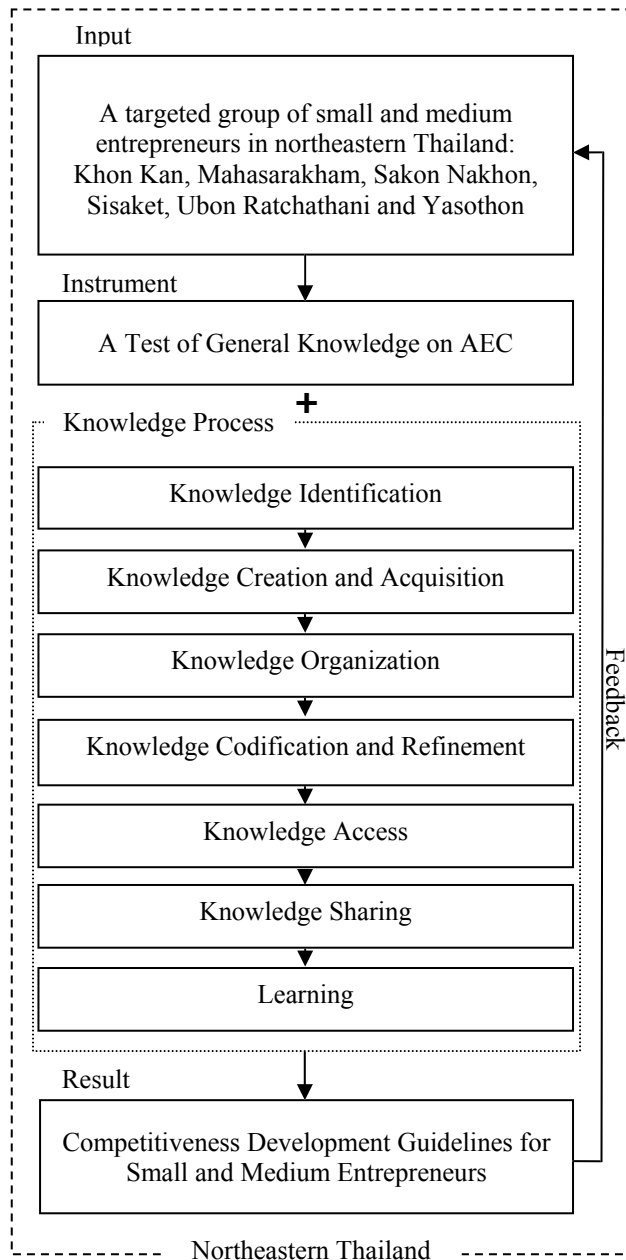 Input
A targeted group of small and medium
entrepreneurs in northeastern Thailand:
Khon Kan, Mahasarakham, Sakon Nakhon,
Sisaket, Ubon Ratchathani and Yasothon
Instrument
A Test of General Knowledge on AEC
+
Knowledge Process
Knowledge Identification
Knowledge Creation and Acquisition
Knowledge Organization
Knowledge Codification and Refinement
Knowledge Access
Knowledge Sharing
Learning
Feedback
Result
Competitiveness Development Guidelines for
Small and Medium Entrepreneurs
Northeastern Thailand